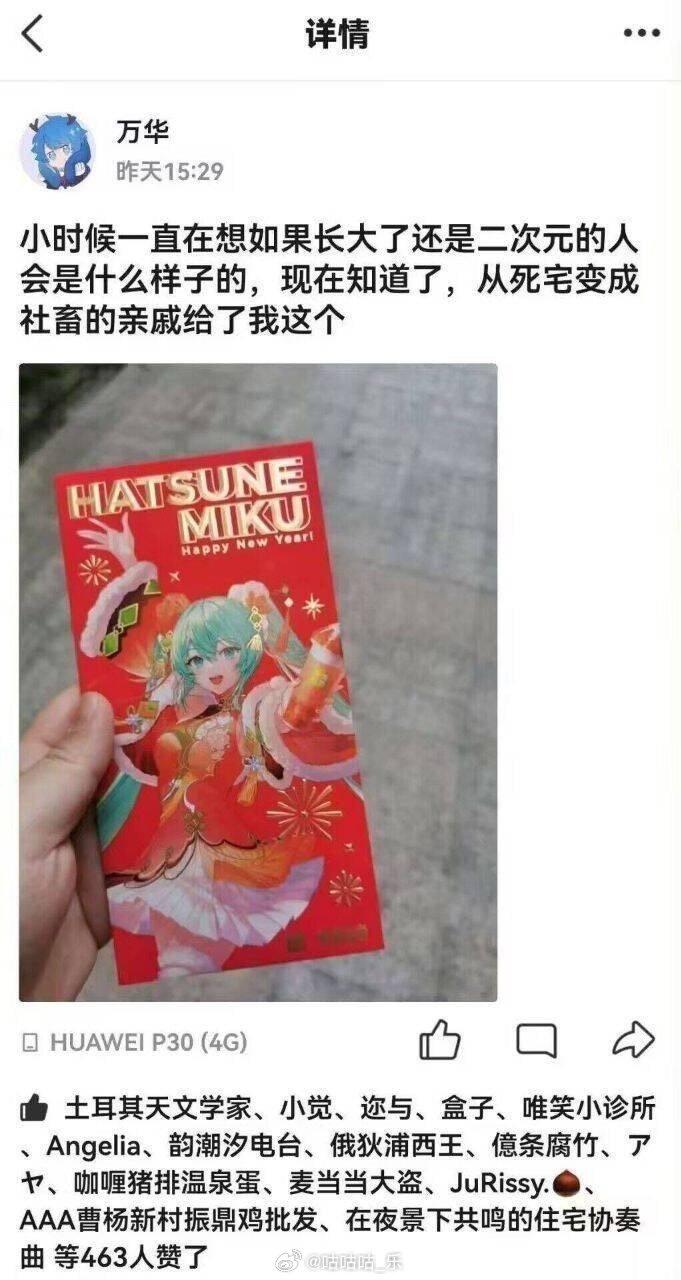 详情
万华
昨天15:29
小时候一直在想如果长大了还是二次元的人
会是什么样子的，现在知道了，从死宅变成
社畜的亲戚给了我这个
HATSUNE
MIKU
Happy New Year!
HUAWEI P30 (4G)
土耳其天文学家、小觉、迩与、盒子、唯笑小诊所
、Angelia、韵潮汐电台、俄狄浦西王、億条腐竹、ア
ヤ、咖喱猪排温泉蛋、麦当当大盗、JuRissy.🌰、
AAA曹杨新村振鼎鸡批发、在夜景下共鸣的住宅协奏
曲 等463人赞了
@咕咕咕_乐